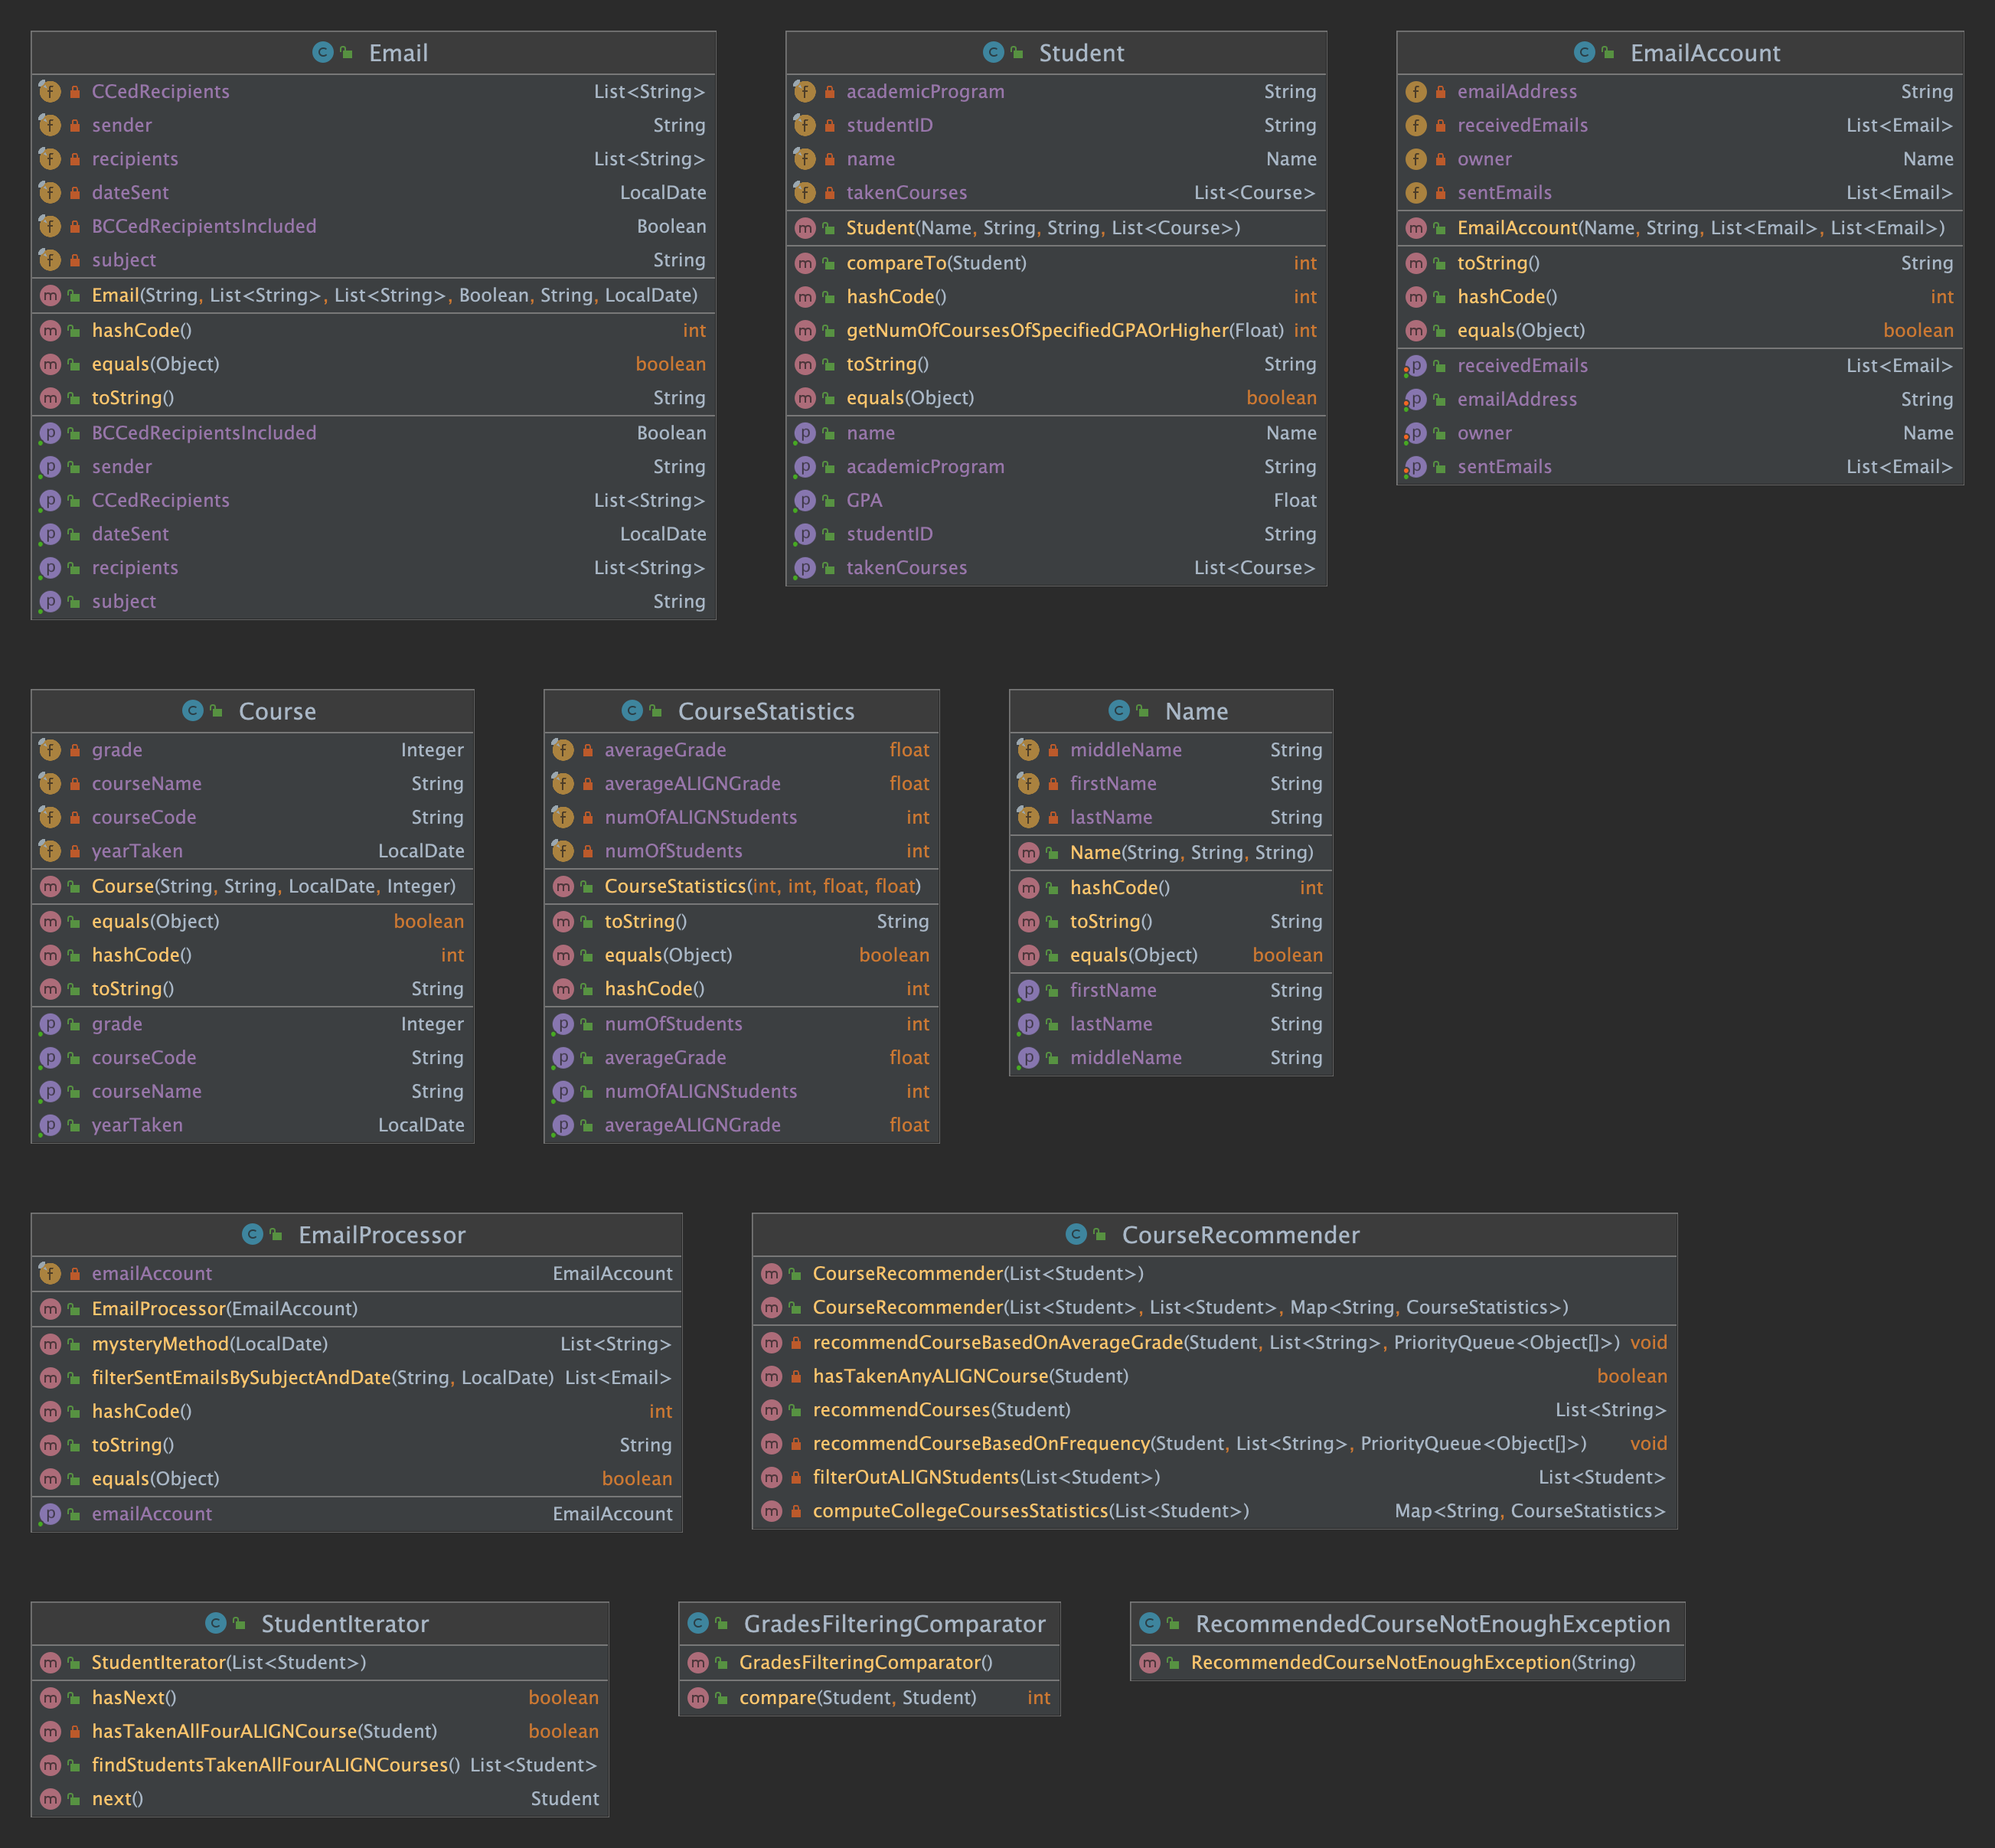 Email
CCedRecipients List<String>
sender String
recipients List<String>
dateSent LocalDate
BCCedRecipientsIncluded Boolean
subject String
Email(String, List<String>, List<String>, Boolean, String, LocalDate)
hashCode() int
equals(Object) boolean
toString() String
BCCedRecipientsIncluded Boolean
sender String
CCedRecipients List<String>
dateSent LocalDate
recipients List<String>
subject String
Student
academicProgram String
studentID String
name Name
takenCourses List<Course>
Student(Name, String, String, List<Course>)
compareTo(Student) int
hashCode() int
getNumOfCoursesOfSpecifiedGPAOrHigher(Float) int
toString() String
equals(Object) boolean
name Name
academicProgram String
GPA Float
studentID String
takenCourses List<Course>
EmailAccount
emailAddress String
receivedEmails List<Email>
owner Name
sentEmails List<Email>
EmailAccount(Name, String, List<Email>, List<Email>)
toString() String
hashCode() int
equals(Object) boolean
receivedEmails List<Email>
emailAddress String
owner Name
sentEmails List<Email>
Course
grade Integer
courseName String
courseCode String
yearTaken LocalDate
Course(String, String, LocalDate, Integer)
equals(Object) boolean
hashCode() int
toString() String
grade Integer
courseCode String
courseName String
yearTaken LocalDate
CourseStatistics
averageGrade float
averageALIGNGrade float
numOfALIGNStudents int
numOfStudents int
CourseStatistics(int, int, float, float)
toString() String
equals(Object) boolean
hashCode() int
numOfStudents int
averageGrade float
numOfALIGNStudents int
averageALIGNGrade float
Name
middleName String
firstName String
lastName String
Name(String, String, String)
hashCode() int
toString() String
equals(Object) boolean
firstName String
lastName String
middleName String
EmailProcessor
emailAccount EmailAccount
EmailProcessor(EmailAccount)
mysteryMethod(LocalDate) List<String>
filterSentEmailsBySubjectAndDate(String, LocalDate) List<Email>
hashCode() int
toString() String
equals(Object) boolean
emailAccount EmailAccount
CourseRecommender
CourseRecommender(List<Student>)
CourseRecommender(List<Student>, List<Student>, Map<String, CourseStatistics>)
recommendCourseBasedOnAverageGrade(Student, List<String>, PriorityQueue<Object[]>) void
hasTakenAnyALIGNCourse(Student) boolean
recommendCourses(Student) List<String>
recommendCourseBasedOnFrequency(Student, List<String>, PriorityQueue<Object[]>) void
filterOutALIGNStudents(List<Student>) List<Student>
computeCollegeCoursesStatistics(List<Student>) Map<String, CourseStatistics>
StudentIterator
StudentIterator(List<Student>)
hasNext() boolean
hasTakenAllFourALIGNCourse(Student) boolean
findStudentsTakenAllFourALIGNCourses() List<Student>
next() Student
GradesFilteringComparator
GradesFilteringComparator()
compare(Student, Student) int
RecommendedCourseNotEnoughException
RecommendedCourseNotEnoughException(String)